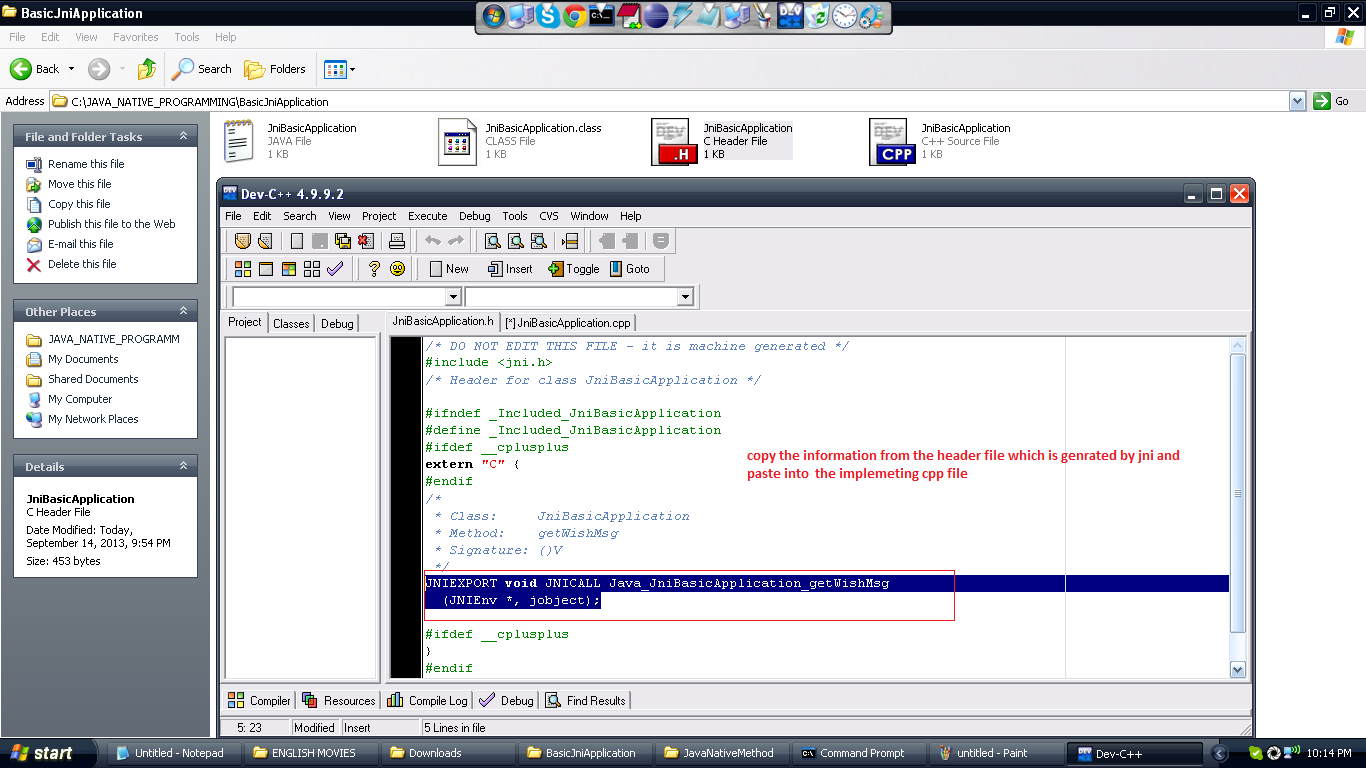 BasicJniApplication
File Edit View Favorites Tools Help
Back Search Folders
Address C:\JAVA_NATIVE_PROGRAMMING\BasicJniApplication Go
File and Folder Tasks
Rename this file
Move this file
Copy this file
Publish this file to the Web
E-mail this file
Delete this file
Other Places
JAVA_NATIVE_PROGRAMM
My Documents
Shared Documents
My Computer
My Network Places
Details
JniBasicApplication
C Header File
Date Modified: Today,
September 14, 2013, 9:54 PM
Size: 453 bytes
JniBasicApplication
JAVA File
1 KB
JniBasicApplication.class
CLASS File
1 KB
DEV
.H
JniBasicApplication
C Header File
1 KB
DEV
CPP
JniBasicApplication
C++ Source File
1 KB
Dev-C++ 4.9.9.2
File Edit Search View Project Execute Debug Tools CVS Window Help
New Insert Toggle Goto
Project Classes Debug
JniBasicApplication.h [*] JniBasicApplication.cpp
/* DO NOT EDIT THIS FILE - it is machine generated */
#include <jni.h>
/* Header for class JniBasicApplication */
#ifndef _Included_JniBasicApplication
#define _Included_JniBasicApplication
#ifdef __cplusplus
extern "C" {
#endif
/*
 * Class:     JniBasicApplication
 * Method:    getWishMsg
 * Signature: ()V
 */
JNIEXPORT void JNICALL Java_JniBasicApplication_getWishMsg
  (JNIEnv *, jobject);
#ifdef __cplusplus
}
#endif
copy the information from the header file which is genrated by jni and
paste into the implemeting cpp file
Compiler Resources Compile Log Debug Find Results
5: 23 Modified Insert 5 Lines in file
start Untitled - Notepad ENGLISH MOVIES Downloads BasicJniApplication JavaNativeMethod Command Prompt untitled - Paint Dev-C++ 10:14 PM